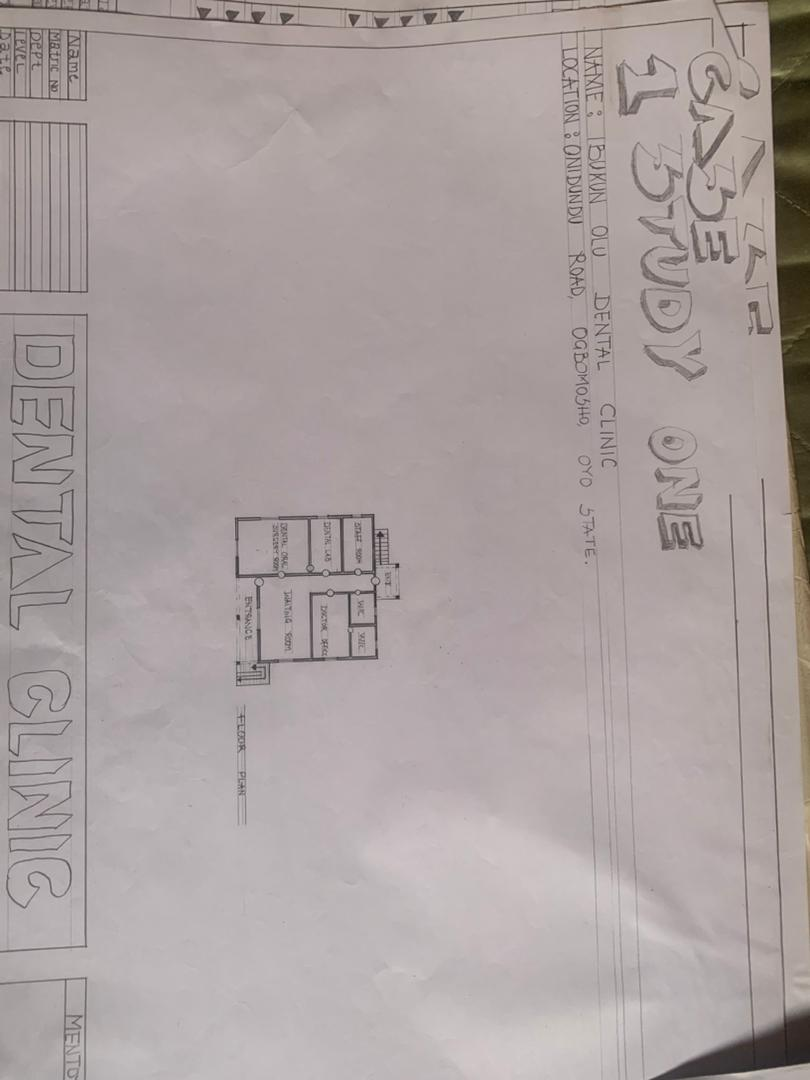 CASE
1 STUDY ONE
NAME : IBUKUN OLU DENTAL CLINIC
LOCATION : ONIDUNDU ROAD, OGBOMOSHO, OYO STATE.
STAFF ROOM
DENTAL LAB
DENTAL ORAL
SURGERY ROOM
EXIT
W/C
W/C
DOCTOR OFFICE
WAITING ROOM
ENTRANCE
FLOOR PLAN
Name
Matric No
Dept
Level
Date
DENTAL CLINIC